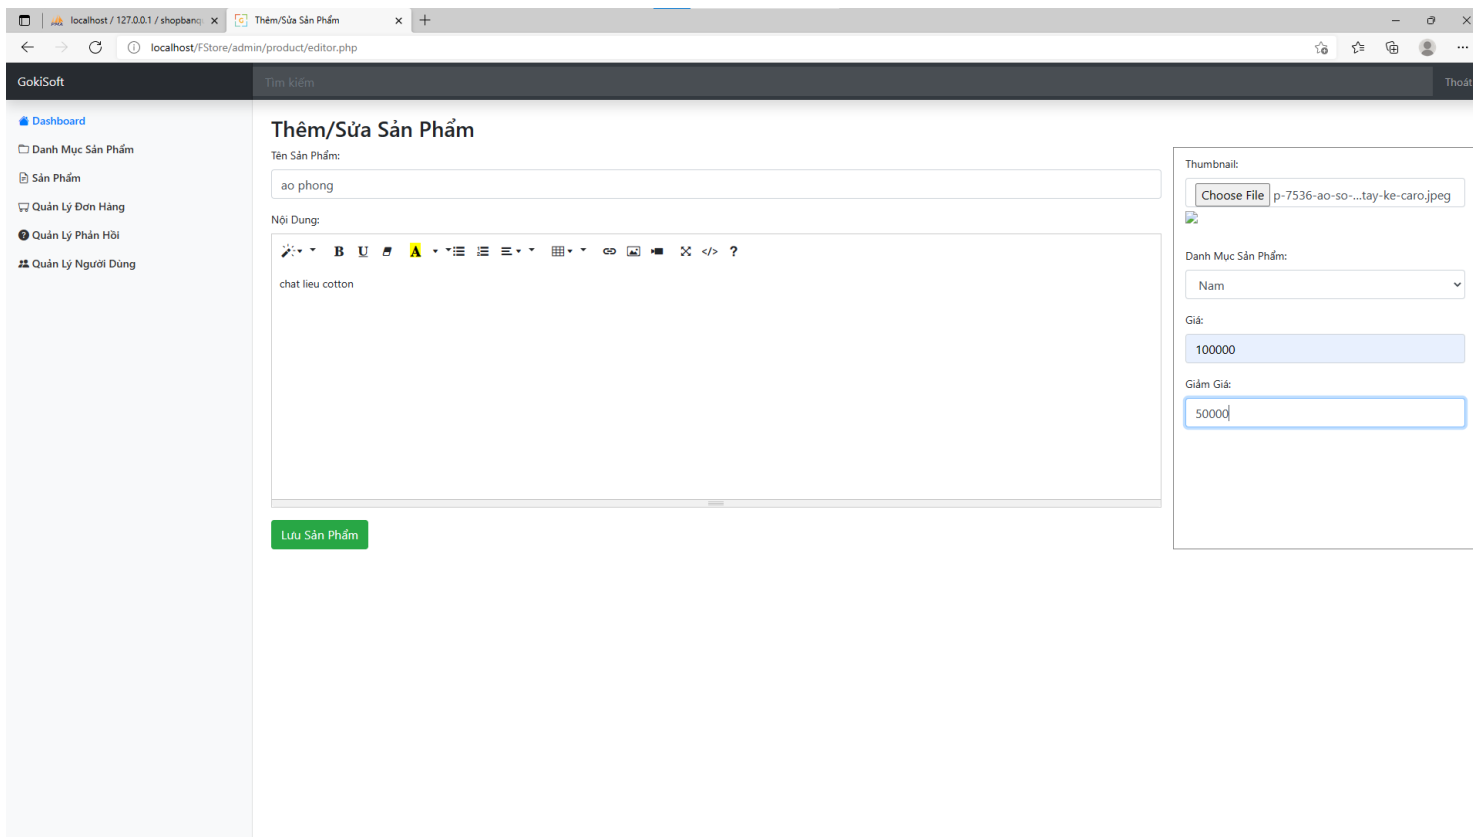 localhost / 127.0.0.1 / shopbanq
Thêm/Sửa Sản Phẩm
localhost/FStore/admin/product/editor.php
GokiSoft
Tìm kiếm
Thoát
Dashboard
Danh Mục Sản Phẩm
Sản Phẩm
Quản Lý Đơn Hàng
Quản Lý Phản Hồi
Quản Lý Người Dùng
Thêm/Sửa Sản Phẩm
Tên Sản Phẩm:
ao phong
Nội Dung:
B U A </> ?
chat lieu cotton
Lưu Sản Phẩm
Thumbnail:
Choose File p-7536-ao-so-...tay-ke-caro.jpeg
Danh Mục Sản Phẩm:
Nam
Giá:
100000
Giảm Giá:
50000